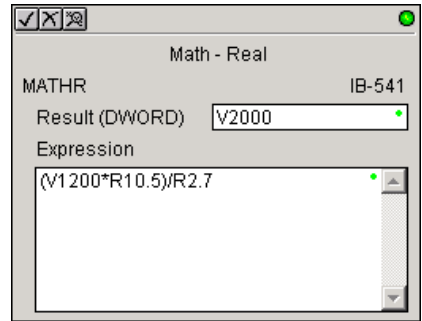 Math - Real
MATHR IB-541
Result (DWORD) V2000
Expression
(V1200*R10.5)/R2.7